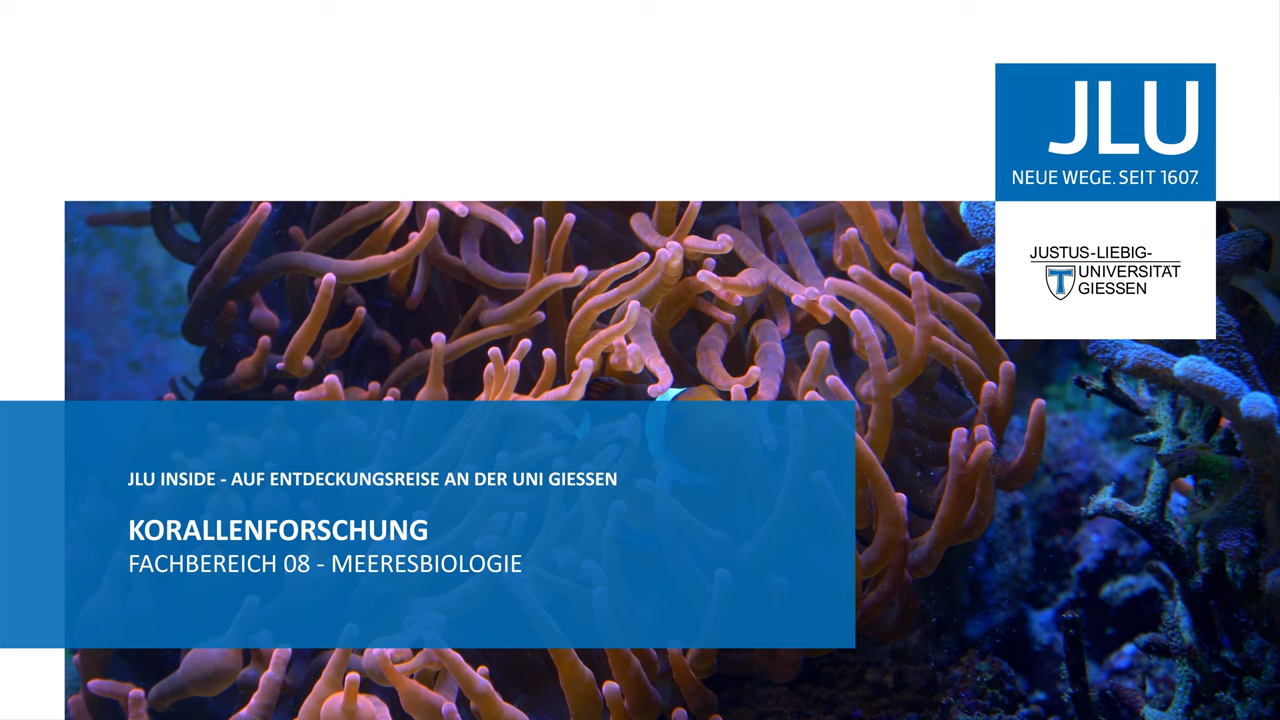 JLU
NEUE WEGE. SEIT 1607.
JUSTUS-LIEBIG-
UNIVERSITÄT
GIESSEN
JLU INSIDE - AUF ENTDECKUNGSREISE AN DER UNI GIESSEN
KORALLENFORSCHUNG
FACHBEREICH 08 - MEERESBIOLOGIE